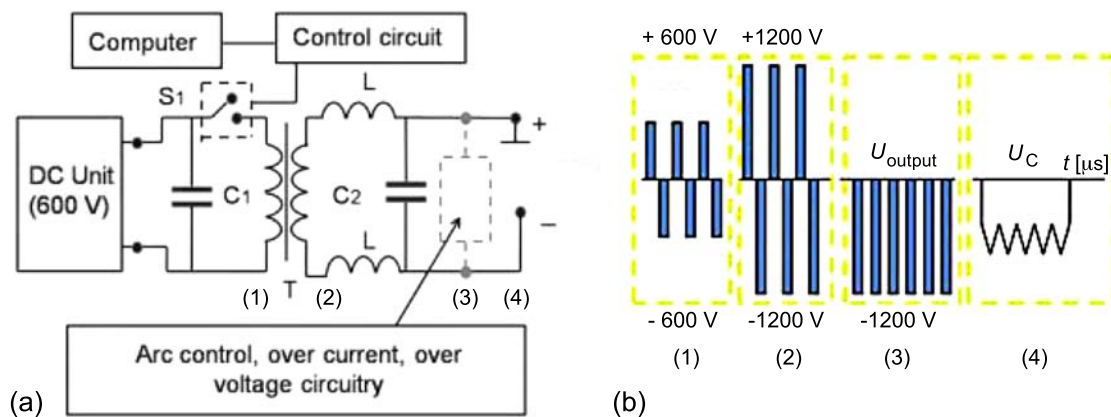 Computer
Control circuit
S1
L
+
DC Unit
(600 V)
C1
C2
L
–
(1)
T
(2)
(3)
(4)
Arc control, over current, over
voltage circuitry
(a)
+ 600 V
+1200 V
Uoutput
UC
t [µs]
- 600 V
-1200 V
-1200 V
(1)
(2)
(3)
(4)
(b)